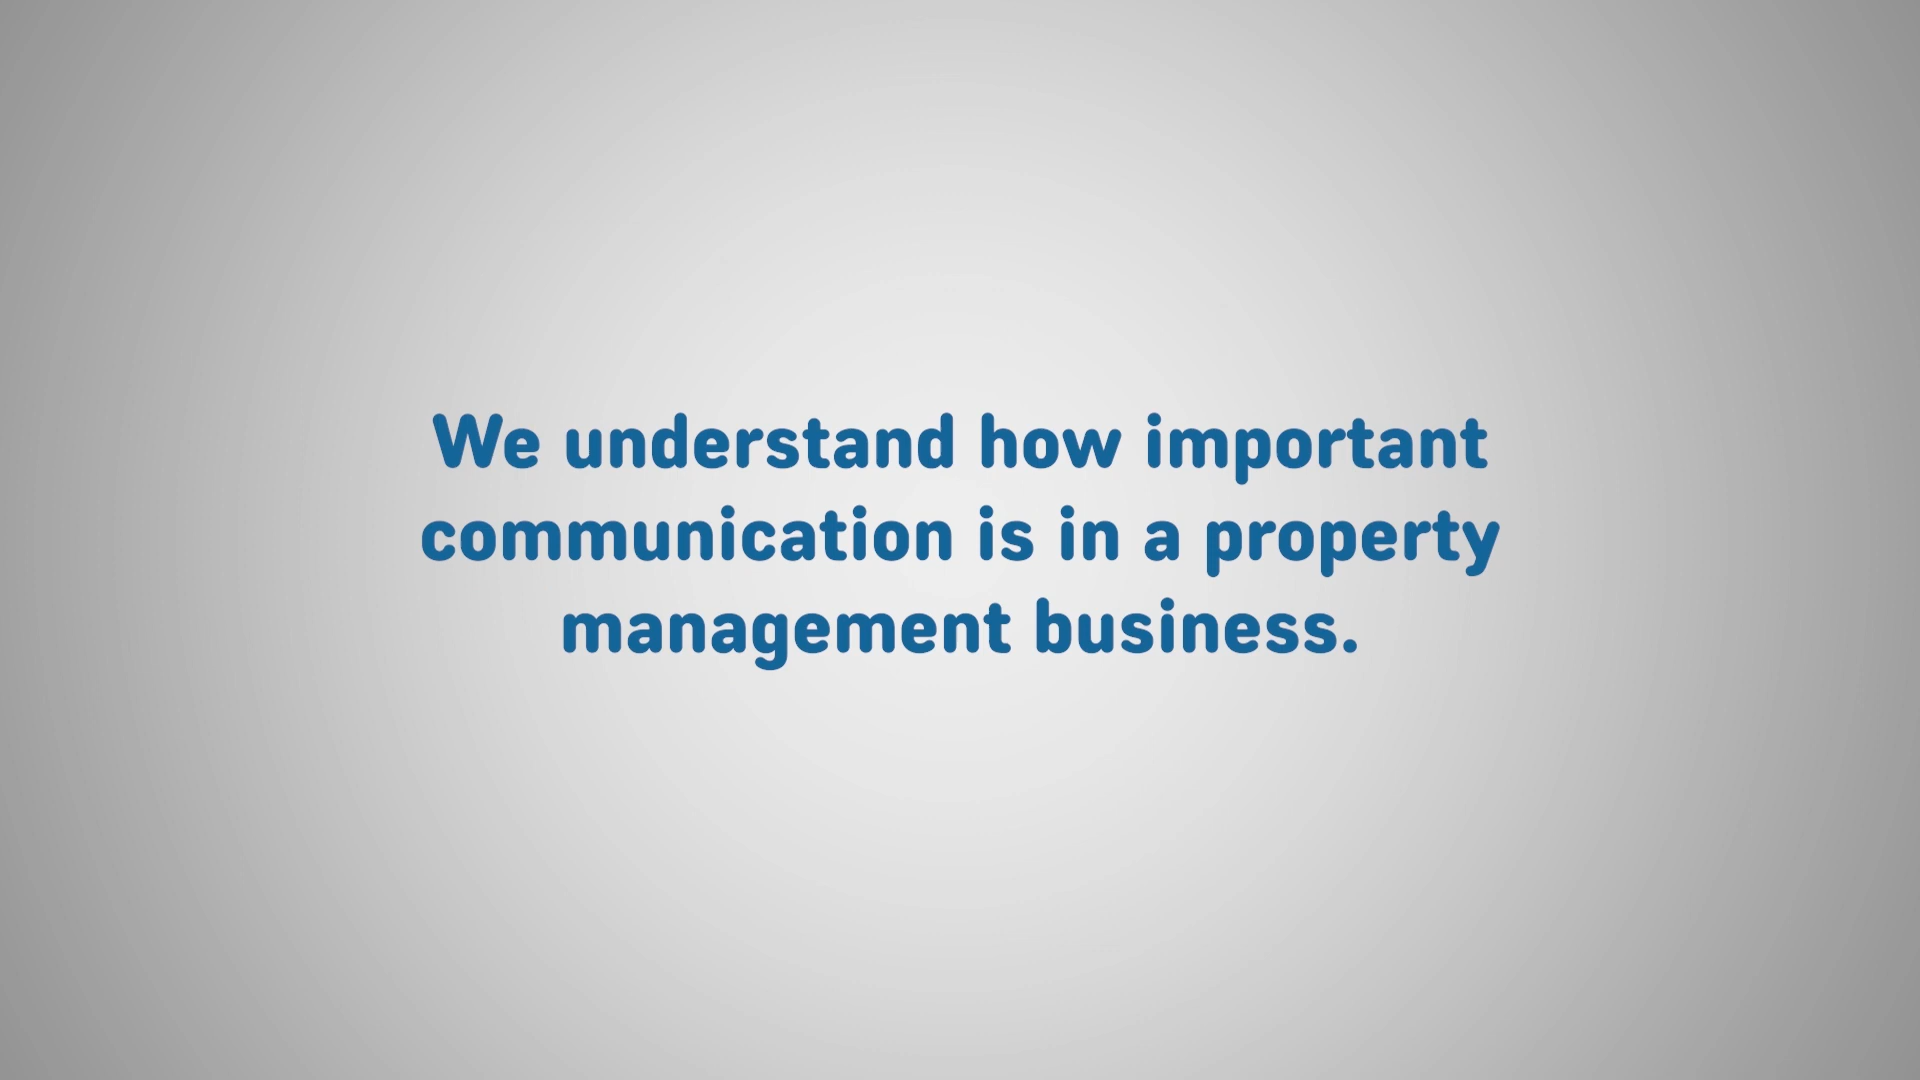 We understand how important
communication is in a property
management business.